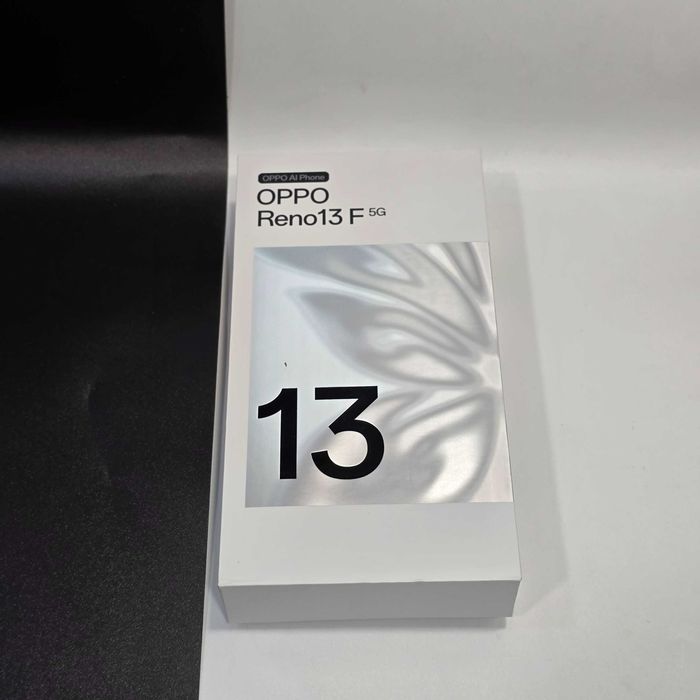 OPPO AI Phone
OPPO
Reno13 F 5G
13